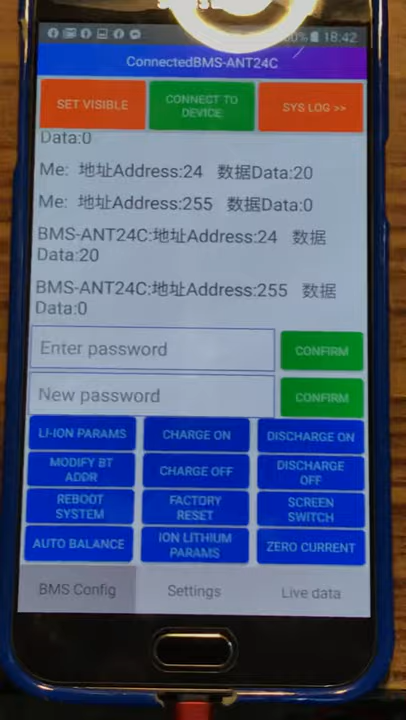 18:42
ConnectedBMS-ANT24C
SET VISIBLE
CONNECT TO
DEVICE
SYS LOG >>
Data:0
Me: 地址Address:24 数据Data:20
Me: 地址Address:255 数据Data:0
BMS-ANT24C:地址Address:24 数据
Data:20
BMS-ANT24C:地址Address:255 数据
Data:0
Enter password
CONFIRM
New password
CONFIRM
LI-ION PARAMS
CHARGE ON
DISCHARGE ON
MODIFY BT
ADDR
CHARGE OFF
DISCHARGE
OFF
REBOOT
SYSTEM
FACTORY
RESET
SCREEN
SWITCH
AUTO BALANCE
ION LITHIUM
PARAMS
ZERO CURRENT
BMS Config
Settings
Live data